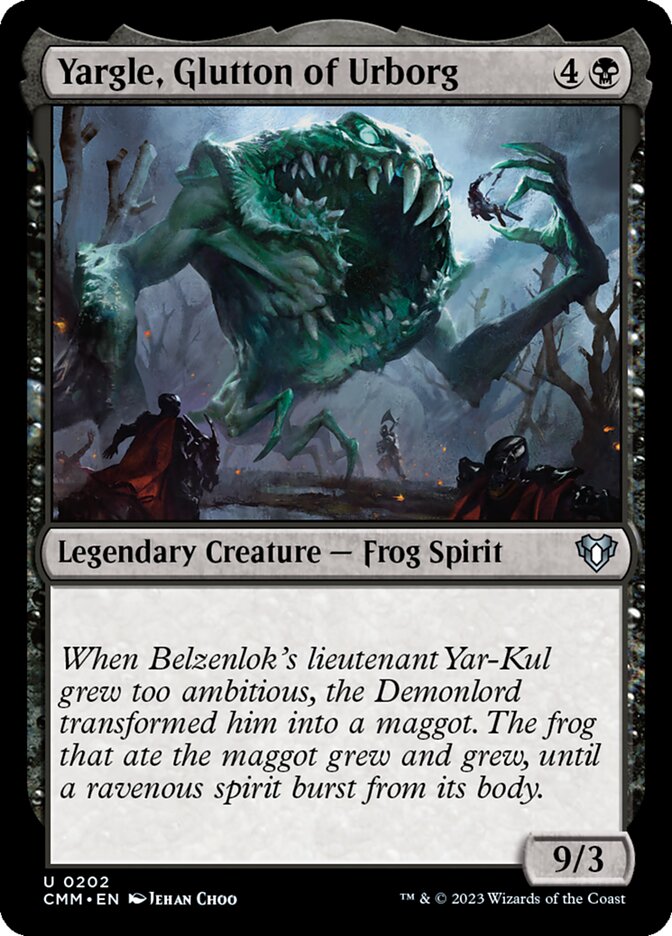 Yargle, Glutton of Urborg 4
Legendary Creature — Frog Spirit
When Belzenlok's lieutenant Yar-Kul
grew too ambitious, the Demonlord
transformed him into a maggot. The frog
that ate the maggot grew and grew, until
a ravenous spirit burst from its body.
9/3
U 0202
CMM • EN Jehan Choo
™ & © 2023 Wizards of the Coast